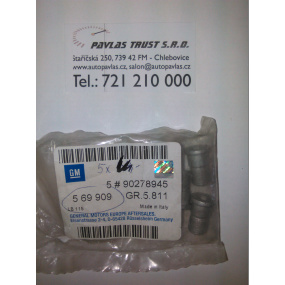 PAVLAS TRUST S.R.O.
Staříčská 250, 739 42 FM - Chlebovice
www.autopavlas.cz, salon@autopavlas.cz
Tel.: 721 210 000
5x
GM
5 # 90278945
5 69 909
GR.5.811
Made in Italy
GENERAL MOTORS EUROPE AFTERSALES